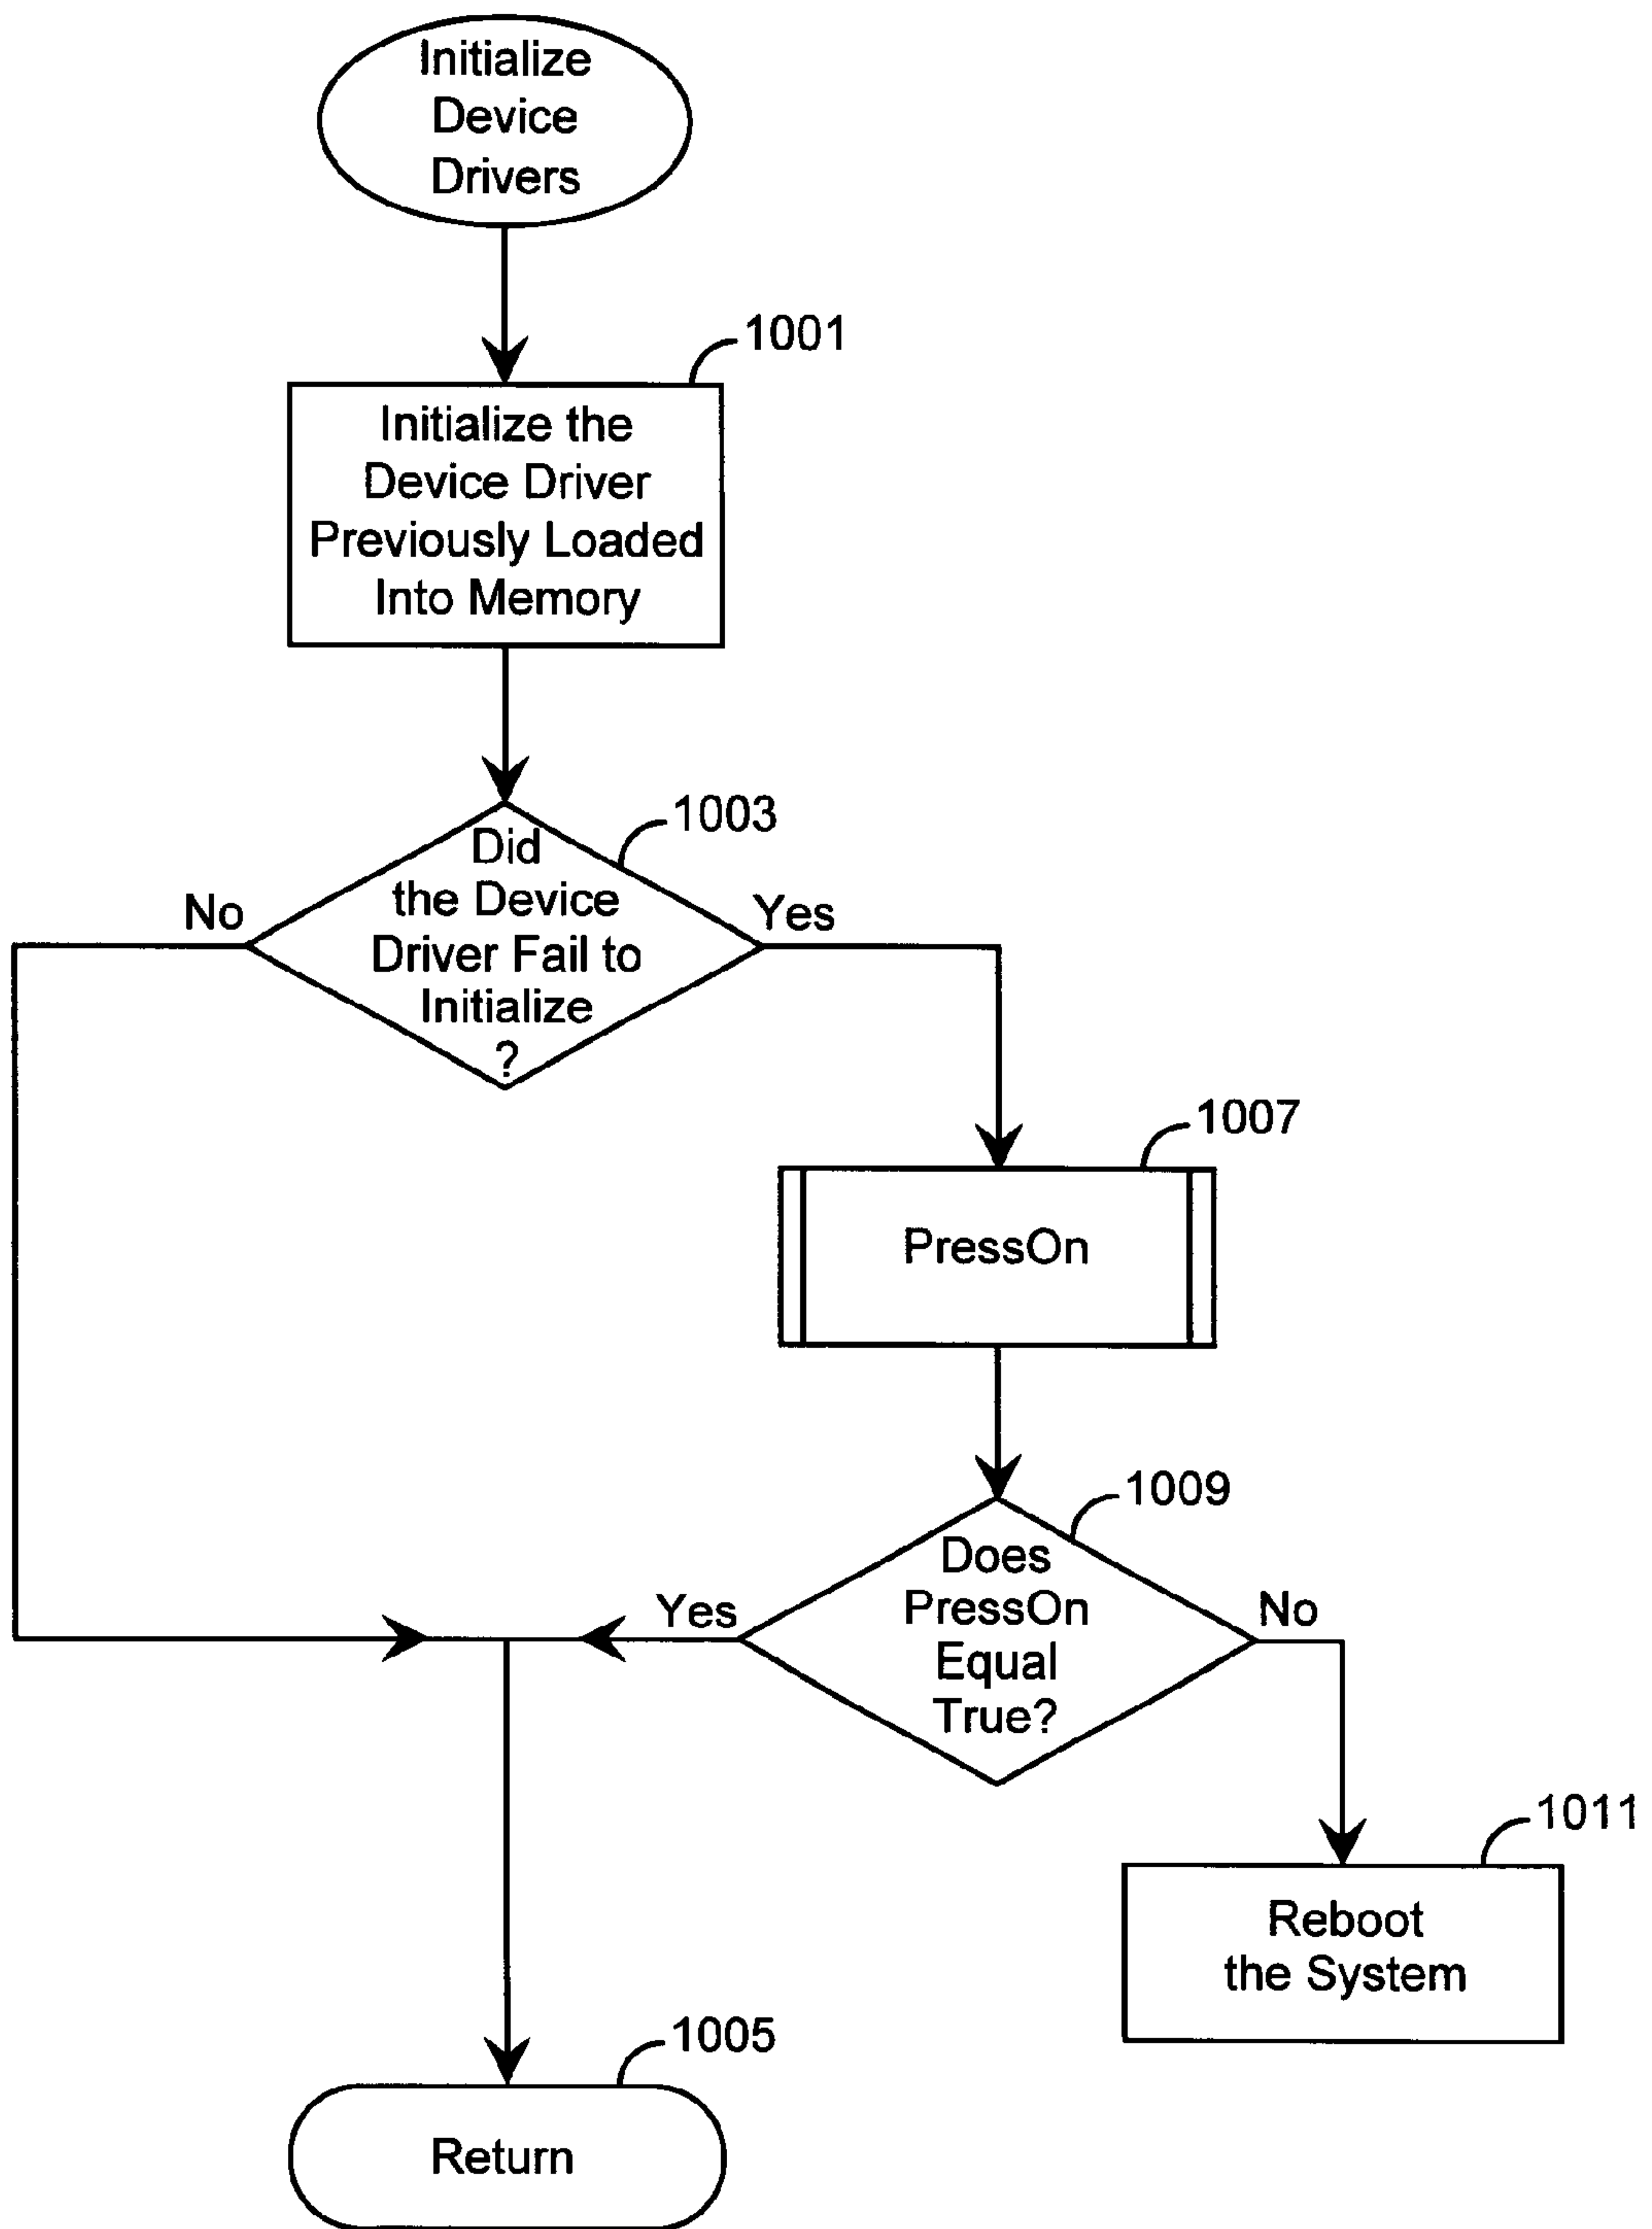 Initialize
Device
Drivers
1001
Initialize the
Device Driver
Previously Loaded
Into Memory
1003
Did
the Device
Driver Fail to
Initialize
?
No
Yes
1007
PressOn
1009
Does
PressOn
Equal
True?
Yes
No
1011
Reboot
the System
1005
Return